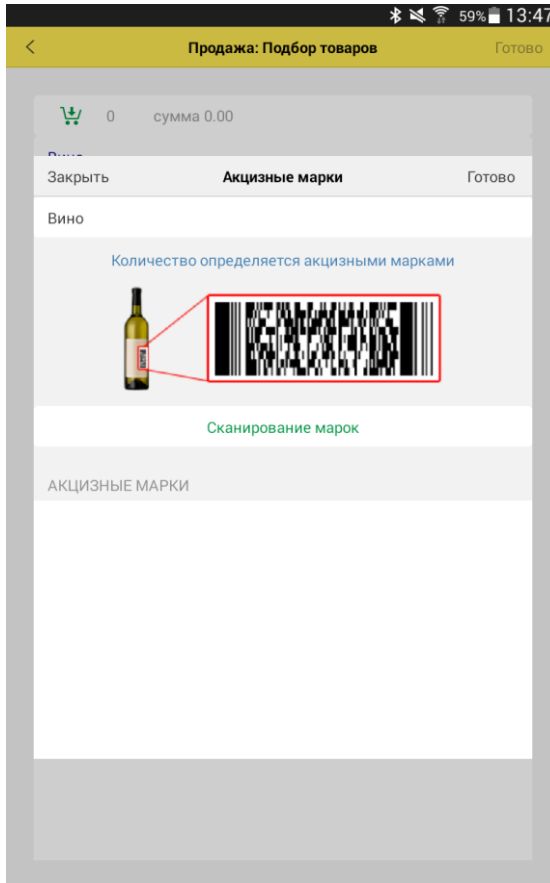 59% 13:47
Продажа: Подбор товаров Готово
0 сумма 0.00
Закрыть Акцизные марки Готово
Вино
Количество определяется акцизными марками
Сканирование марок
АКЦИЗНЫЕ МАРКИ